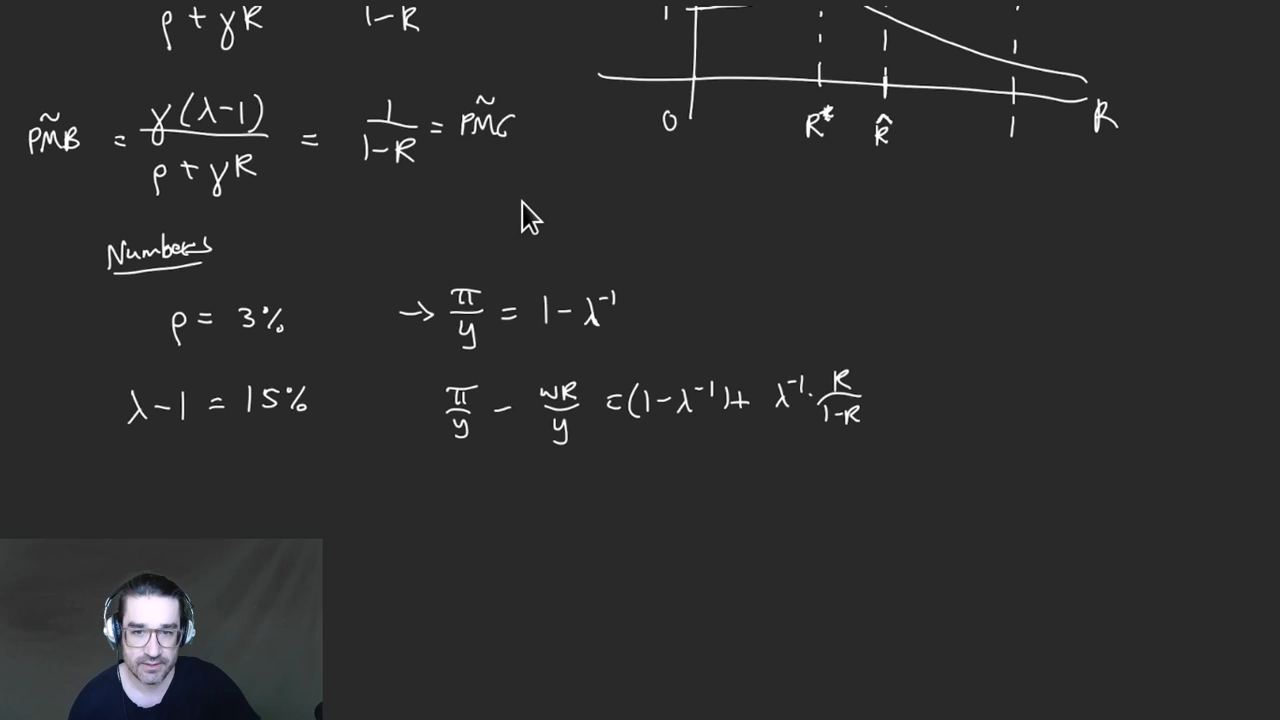 ρ + γR    1-R
P̃MB = γ(λ-1) / ρ + γR = 1 / 1-R = P̃MC
1
0    R*    R̂    1    R
Numbers
ρ = 3%    → π/y = 1 - λ⁻¹
λ-1 = 15%    π/y - wR/y = (1-λ⁻¹) + λ⁻¹ · R/1-R